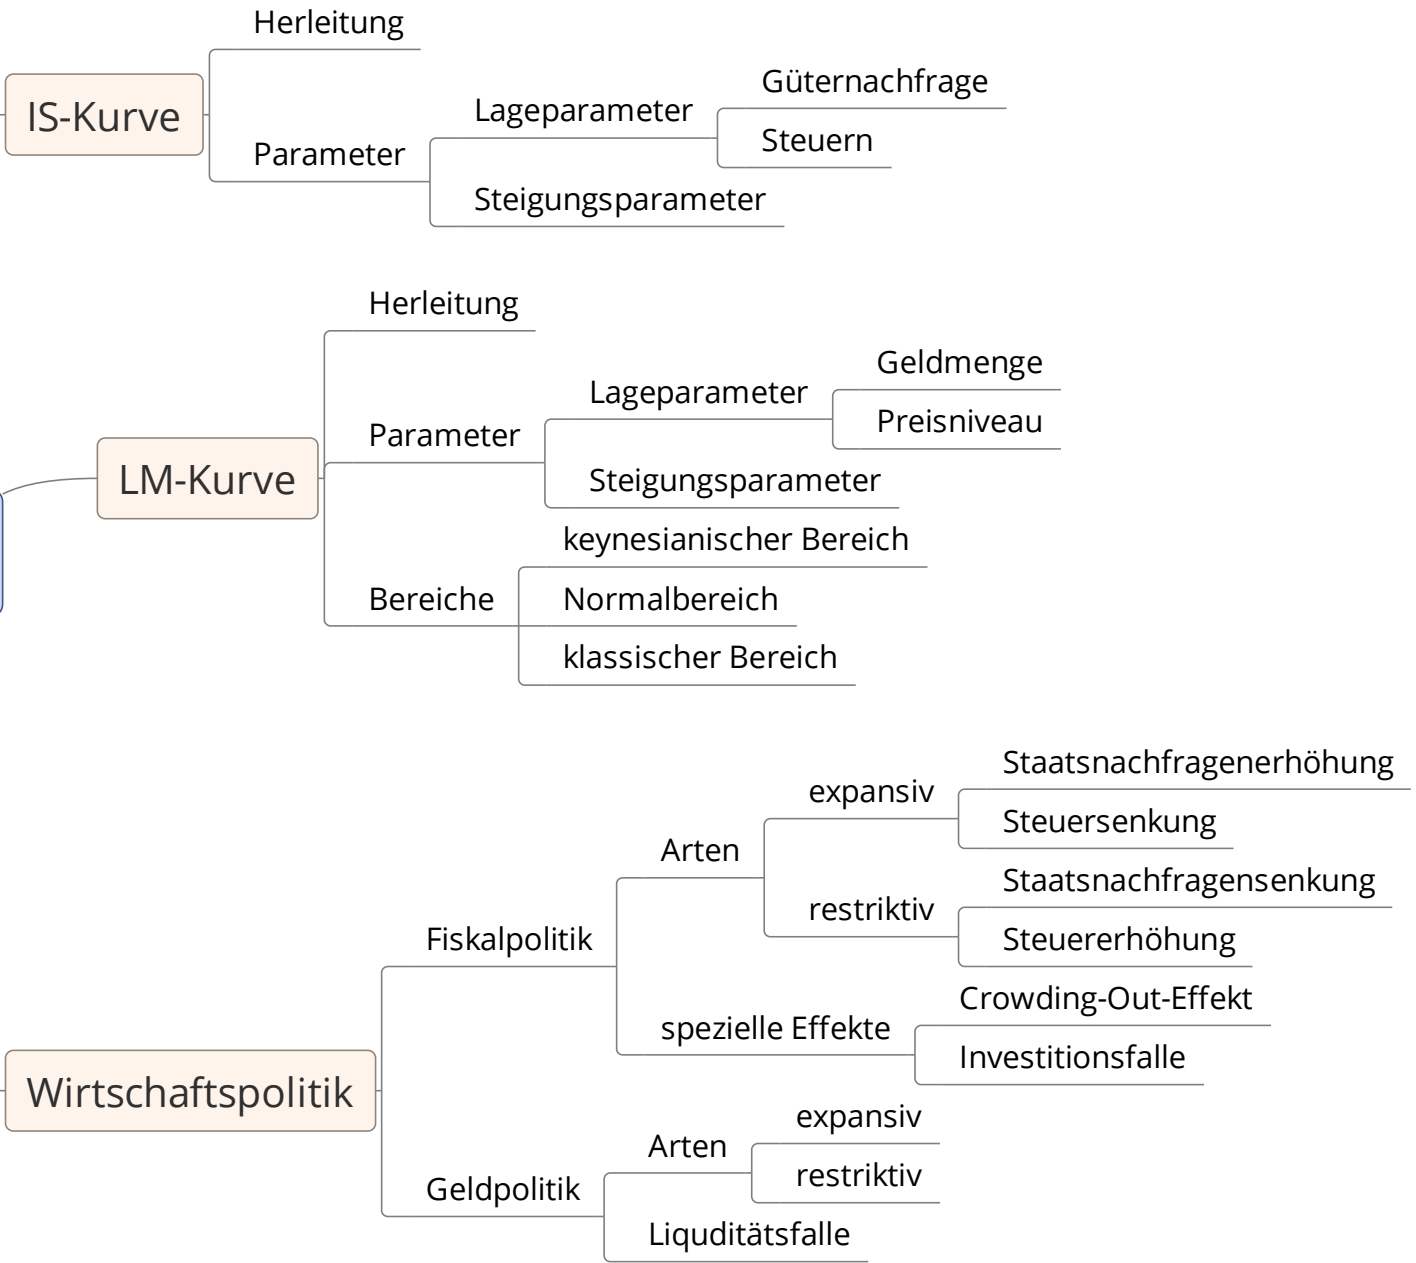 IS-Kurve
Herleitung
Parameter
Lageparameter
Güternachfrage
Steuern
Steigungsparameter
LM-Kurve
Herleitung
Parameter
Lageparameter
Geldmenge
Preisniveau
Steigungsparameter
Bereiche
keynesianischer Bereich
Normalbereich
klassischer Bereich
Wirtschaftspolitik
Fiskalpolitik
Arten
expansiv
Staatsnachfragenerhöhung
Steuersenkung
restriktiv
Staatsnachfragensenkung
Steuererhöhung
spezielle Effekte
Crowding-Out-Effekt
Investitionsfalle
Geldpolitik
Arten
expansiv
restriktiv
Liquditätsfalle